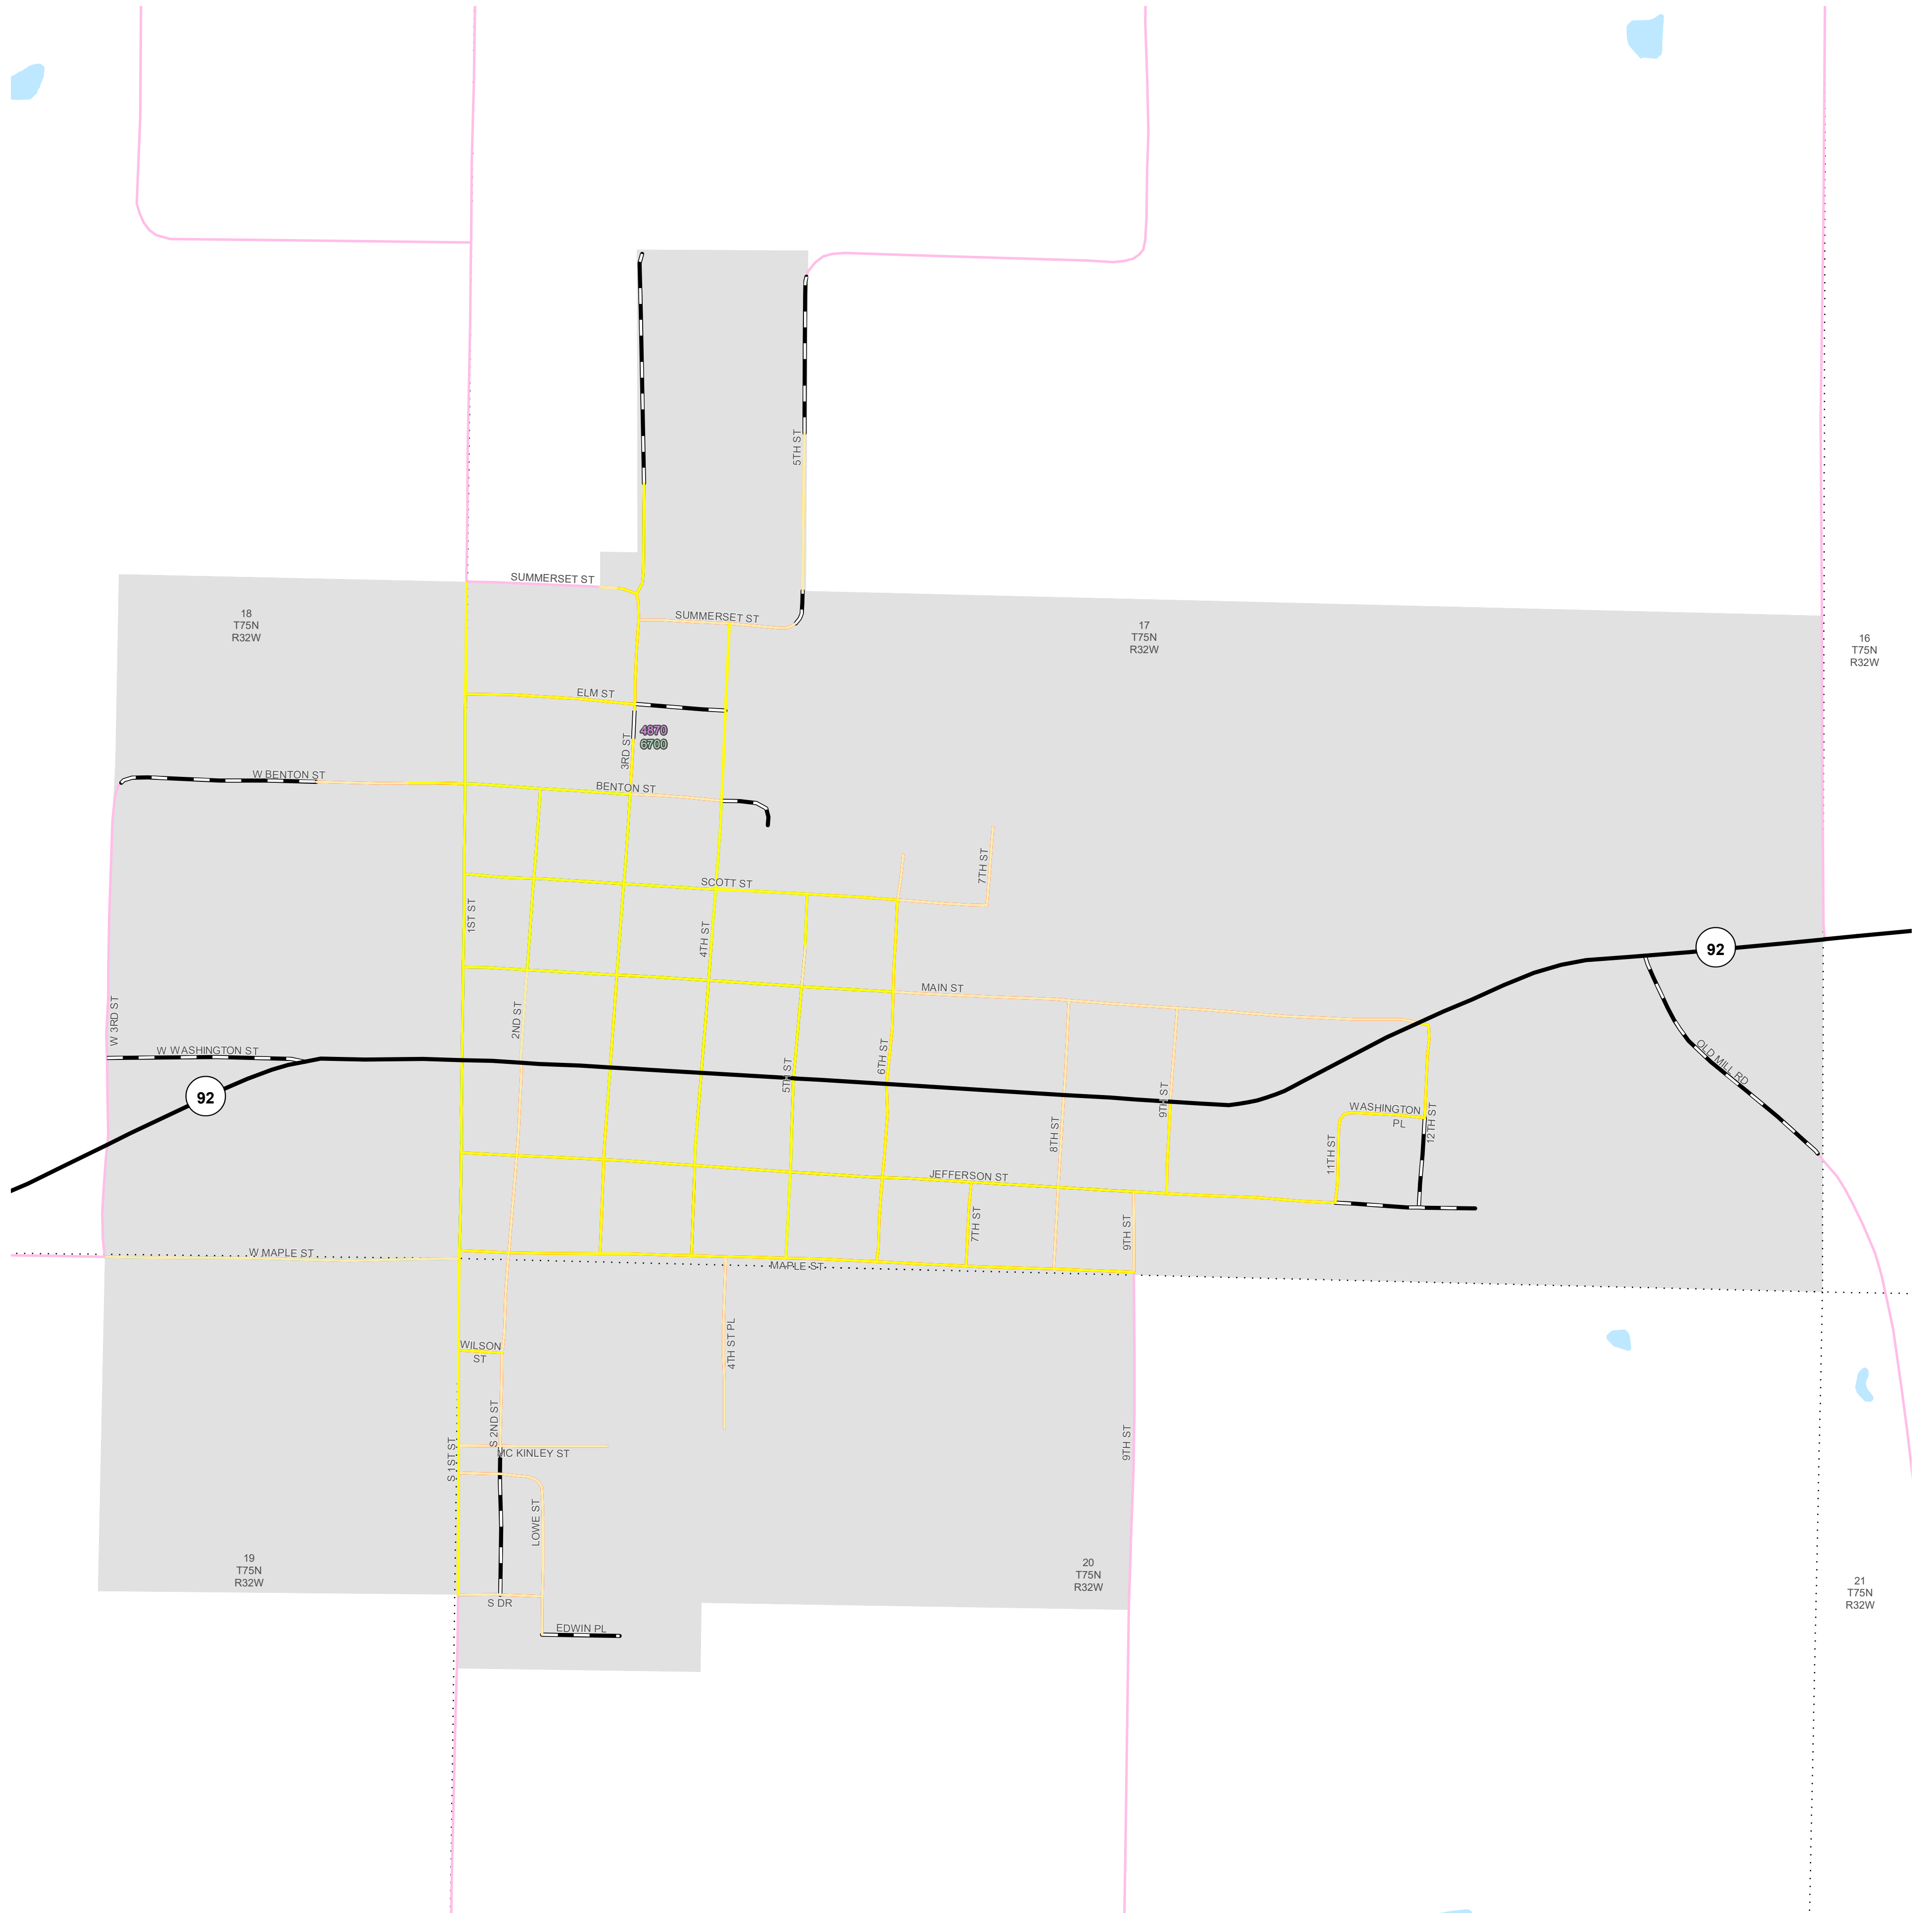 5TH ST
SUMMERSET ST
SUMMERSET ST
18
T75N
R32W
17
T75N
R32W
16
T75N
R32W
ELM ST
4870
6700
3RD ST
W BENTON ST
BENTON ST
7TH ST
SCOTT ST
1ST ST
4TH ST
92
MAIN ST
W 3RD ST
2ND ST
W WASHINGTON ST
6TH ST
5TH ST
OLD MILL RD
92
9TH ST
WASHINGTON
PL
12TH ST
8TH ST
11TH ST
JEFFERSON ST
7TH ST
9TH ST
W MAPLE ST
MAPLE ST
WILSON
ST
4TH ST PL
S 2ND ST
9TH ST
S 1ST ST
MC KINLEY ST
LOWE ST
19
T75N
R32W
20
T75N
R32W
21
T75N
R32W
S DR
EDWIN PL